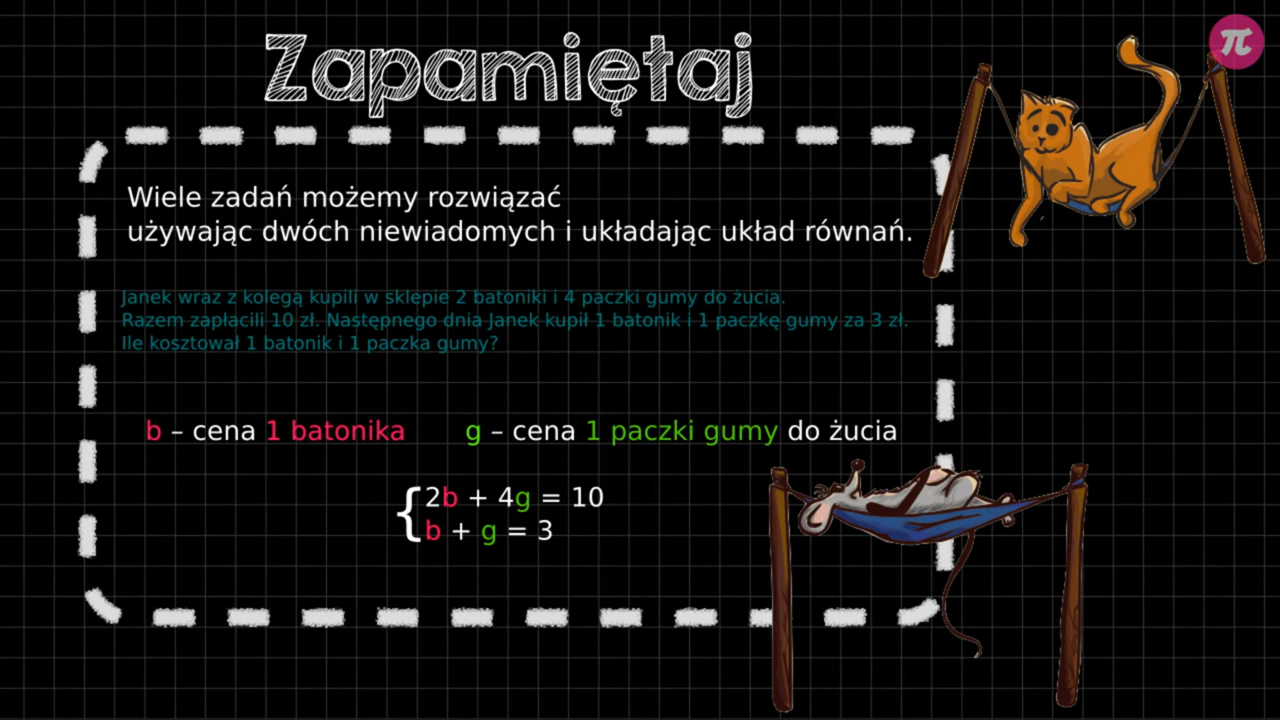 Zapamiętaj
π
Wiele zadań możemy rozwiązać
używając dwóch niewiadomych i układając układ równań.
Janek wraz z kolegą kupili w sklepie 2 batoniki i 4 paczki gumy do żucia.
Razem zapłacili 10 zł. Następnego dnia Janek kupił 1 batonik i 1 paczkę gumy za 3 zł.
Ile kosztował 1 batonik i 1 paczka gumy?
b – cena 1 batonika g – cena 1 paczki gumy do żucia
{2b + 4g = 10
b + g = 3